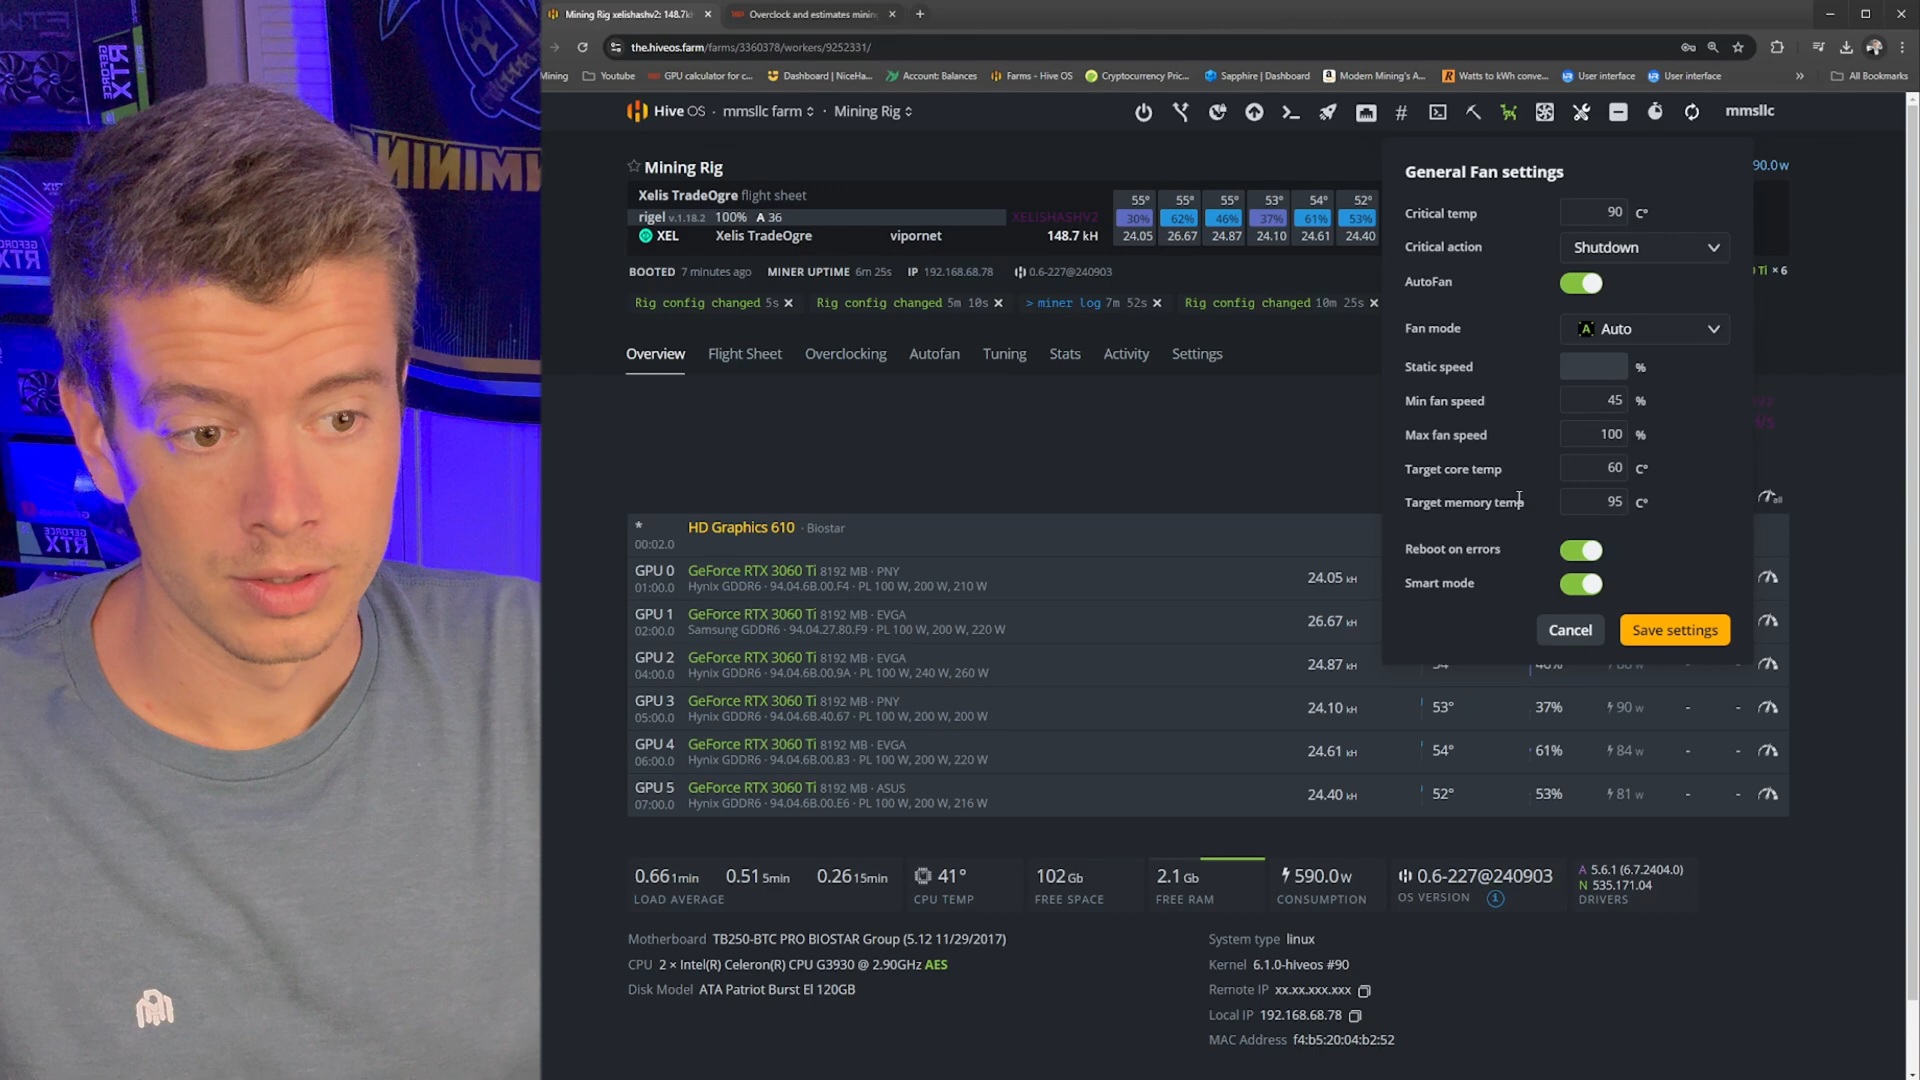 Mining Rig xelishashv2: 148.7k
Overclock and estimates mining
the.hiveos.farm/farms/3360378/workers/9252331/
Mining
Youtube
GPU calculator for c...
Dashboard | NiceHa...
Account: Balances
Farms - Hive OS
Cryptocurrency Pric...
Sapphire | Dashboard
Modern Mining's A...
Watts to kWh conve...
User interface
User interface
All Bookmarks
Hive OS · mmsllc farm · Mining Rig
mmsllc
Mining Rig
90.0w
Xelis TradeOgre flight sheet
rigel v.1.18.2 100% A 36 XELISHASHV2
XEL Xelis TradeOgre vipornet 148.7 kH
55° 55° 55° 53° 54° 52°
30% 62% 46% 37% 61% 53%
24.05 26.67 24.87 24.10 24.61 24.40
BOOTED 7 minutes ago MINER UPTIME 6m 25s IP 192.168.68.78 0.6-227@240903
Ti × 6
Rig config changed 5s
Rig config changed 5m 10s
> miner log 7m 52s
Rig config changed 10m 25s
Overview Flight Sheet Overclocking Autofan Tuning Stats Activity Settings
General Fan settings
Critical temp 90 C°
Critical action Shutdown
AutoFan
Fan mode A Auto
Static speed %
Min fan speed 45 %
Max fan speed 100 %
Target core temp 60 C°
Target memory temp 95 C°
Reboot on errors
Smart mode
Cancel
Save settings
all
* HD Graphics 610 · Biostar
00:02.0
GPU 0 GeForce RTX 3060 Ti 8192 MB · PNY 24.05 kH
01:00.0 Hynix GDDR6 · 94.04.6B.00.F4 · PL 100 W, 200 W, 210 W
GPU 1 GeForce RTX 3060 Ti 8192 MB · EVGA 26.67 kH
02:00.0 Samsung GDDR6 · 94.04.27.80.F9 · PL 100 W, 200 W, 220 W
GPU 2 GeForce RTX 3060 Ti 8192 MB · EVGA 24.87 kH
04:00.0 Hynix GDDR6 · 94.04.6B.00.9A · PL 100 W, 240 W, 260 W
GPU 3 GeForce RTX 3060 Ti 8192 MB · PNY 24.10 kH 53° 37% 90 w - -
05:00.0 Hynix GDDR6 · 94.04.6B.40.67 · PL 100 W, 200 W, 200 W
GPU 4 GeForce RTX 3060 Ti 8192 MB · EVGA 24.61 kH 54° 61% 84 w - -
06:00.0 Hynix GDDR6 · 94.04.6B.00.83 · PL 100 W, 200 W, 220 W
GPU 5 GeForce RTX 3060 Ti 8192 MB · ASUS 24.40 kH 52° 53% 81 w - -
07:00.0 Hynix GDDR6 · 94.04.6B.00.E6 · PL 100 W, 200 W, 216 W
0.66 1min 0.51 5min 0.26 15min
LOAD AVERAGE
41°
CPU TEMP
102 Gb
FREE SPACE
2.1 Gb
FREE RAM
590.0 w
CONSUMPTION
0.6-227@240903
OS VERSION
A 5.6.1 (6.7.2404.0)
N 535.171.04
DRIVERS
Motherboard TB250-BTC PRO BIOSTAR Group (5.12 11/29/2017)
CPU 2 × Intel(R) Celeron(R) CPU G3930 @ 2.90GHz AES
Disk Model ATA Patriot Burst El 120GB
System type linux
Kernel 6.1.0-hiveos #90
Remote IP xx.xx.xxx.xxx
Local IP 192.168.68.78
MAC Address f4:b5:20:04:b2:52
GEFORCE RTX
MINING
GEFORCE
RTX
GEFORCE
RTX